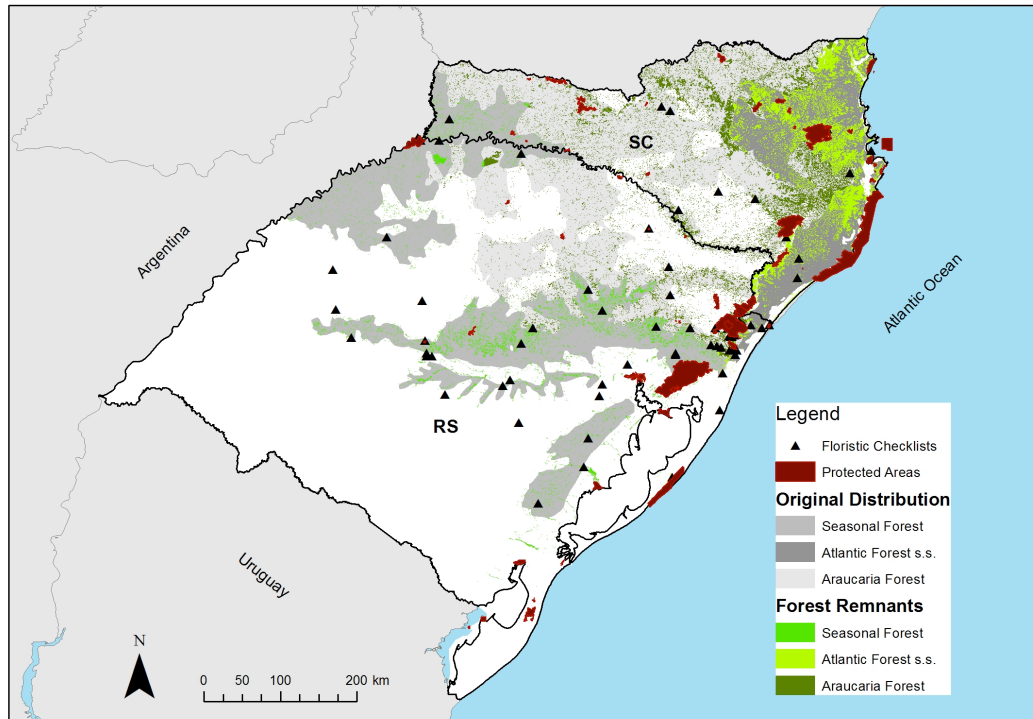 SC
Argentina
Atlantic Ocean
RS
Uruguay
Legend
Floristic Checklists
Protected Areas
Original Distribution
Seasonal Forest
Atlantic Forest s.s.
Araucaria Forest
Forest Remnants
Seasonal Forest
Atlantic Forest s.s.
Araucaria Forest
N
0 50 100 200 km